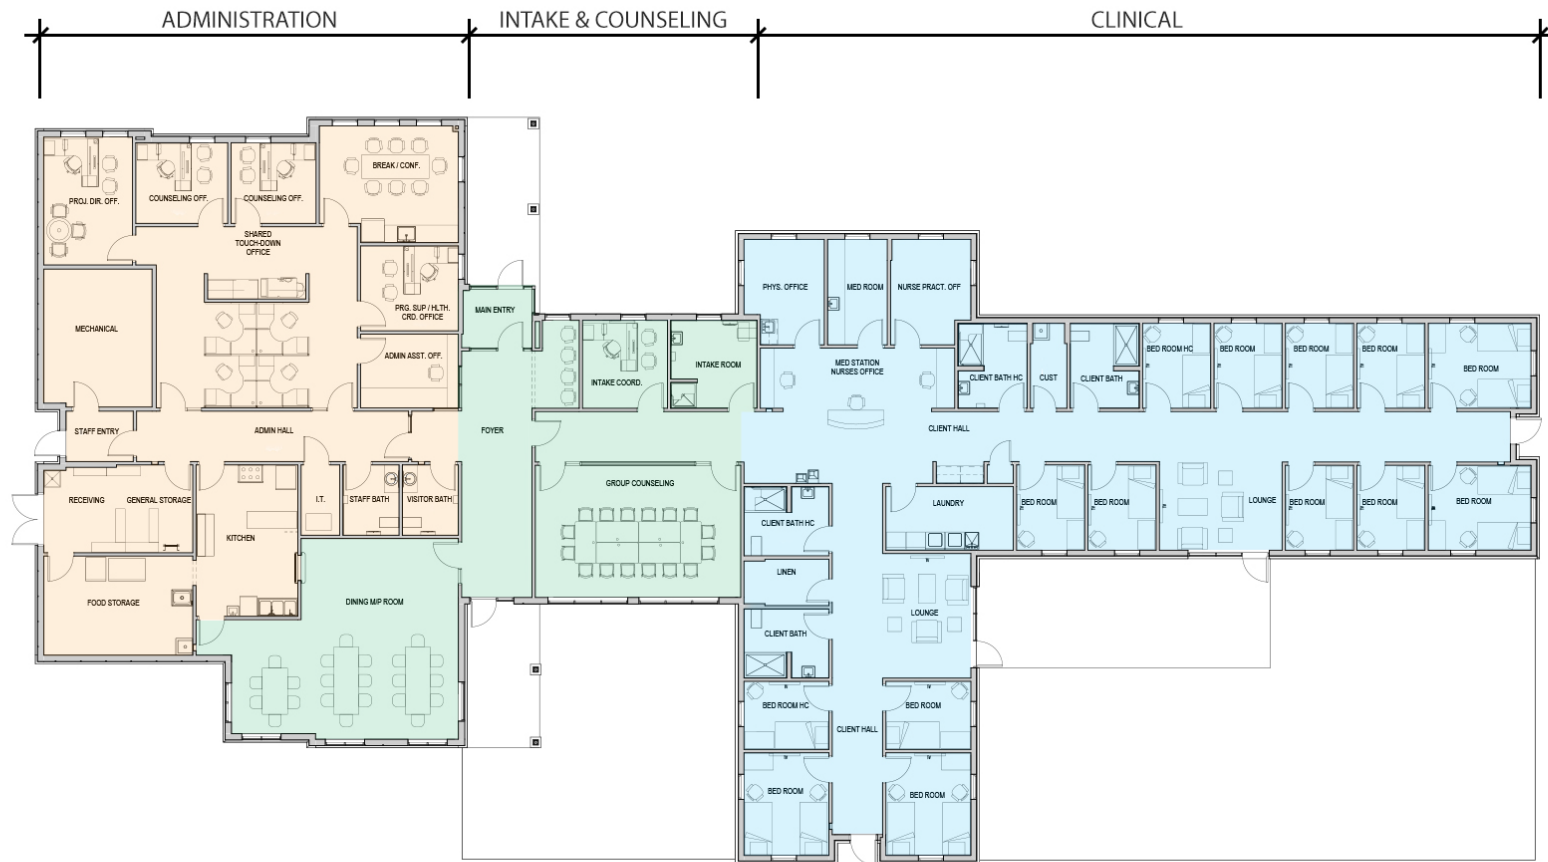 ADMINISTRATION
INTAKE & COUNSELING
CLINICAL
BREAK / CONF.
PROJ. DIR. OFF.
COUNSELING OFF.
COUNSELING OFF.
SHARED
TOUCH-DOWN
OFFICE
PRG. SUP / HLTH.
CRD. OFFICE
MECHANICAL
ADMIN ASST. OFF.
STAFF ENTRY
ADMIN HALL
RECEIVING
GENERAL STORAGE
I.T.
STAFF BATH
VISITOR BATH
KITCHEN
FOOD STORAGE
DINING M/P ROOM
MAIN ENTRY
INTAKE COORD.
INTAKE ROOM
FOYER
GROUP COUNSELING
PHYS. OFFICE
MED ROOM
NURSE PRACT. OFF
MED STATION
NURSES OFFICE
CLIENT BATH HC
CUST
CLIENT BATH
BED ROOM HC
BED ROOM
BED ROOM
BED ROOM
BED ROOM
CLIENT HALL
LAUNDRY
BED ROOM
BED ROOM
LOUNGE
BED ROOM
BED ROOM
BED ROOM
CLIENT BATH HC
LINEN
LOUNGE
CLIENT BATH
BED ROOM HC
BED ROOM
CLIENT HALL
BED ROOM
BED ROOM